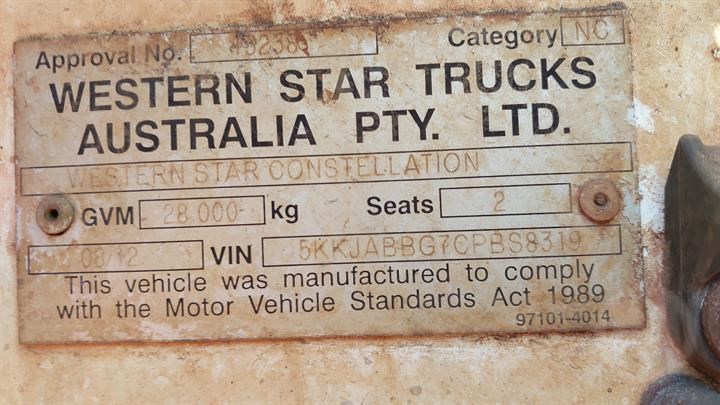 Approval No. Category NC
WESTERN STAR TRUCKS
AUSTRALIA PTY. LTD.
WESTERN STAR CONSTELLATION
GVM 28 000 kg Seats 2
08/12 VIN 5KKJABBG7CPBS8319
This vehicle was manufactured to comply
with the Motor Vehicle Standards Act 1989
97101-4014